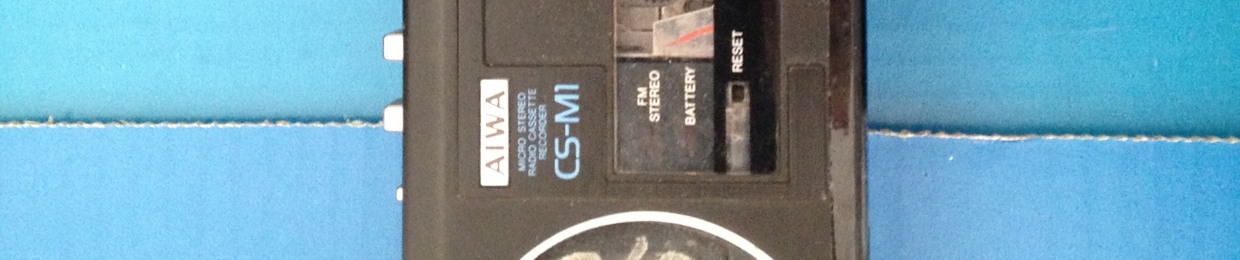 AIWA
MICRO STEREO
RADIO CASSETTE
RECORDER
CS-M1
FM
STEREO
BATTERY
RESET